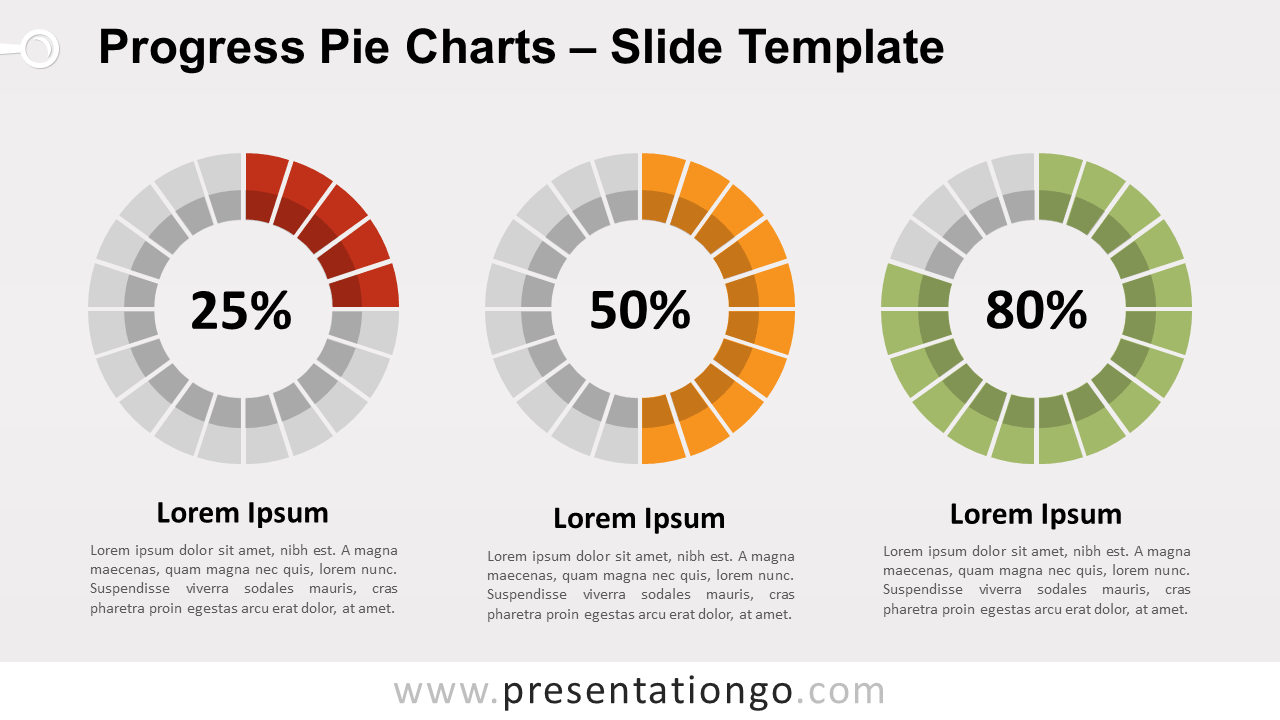 Progress Pie Charts – Slide Template
25%
50%
80%
Lorem Ipsum
Lorem ipsum dolor sit amet, nibh est. A magna
maecenas, quam magna nec quis, lorem nunc.
Suspendisse viverra sodales mauris, cras
pharetra proin egestas arcu erat dolor, at amet.
Lorem Ipsum
Lorem ipsum dolor sit amet, nibh est. A magna
maecenas, quam magna nec quis, lorem nunc.
Suspendisse viverra sodales mauris, cras
pharetra proin egestas arcu erat dolor, at amet.
Lorem Ipsum
Lorem ipsum dolor sit amet, nibh est. A magna
maecenas, quam magna nec quis, lorem nunc.
Suspendisse viverra sodales mauris, cras
pharetra proin egestas arcu erat dolor, at amet.
www.presentationgo.com